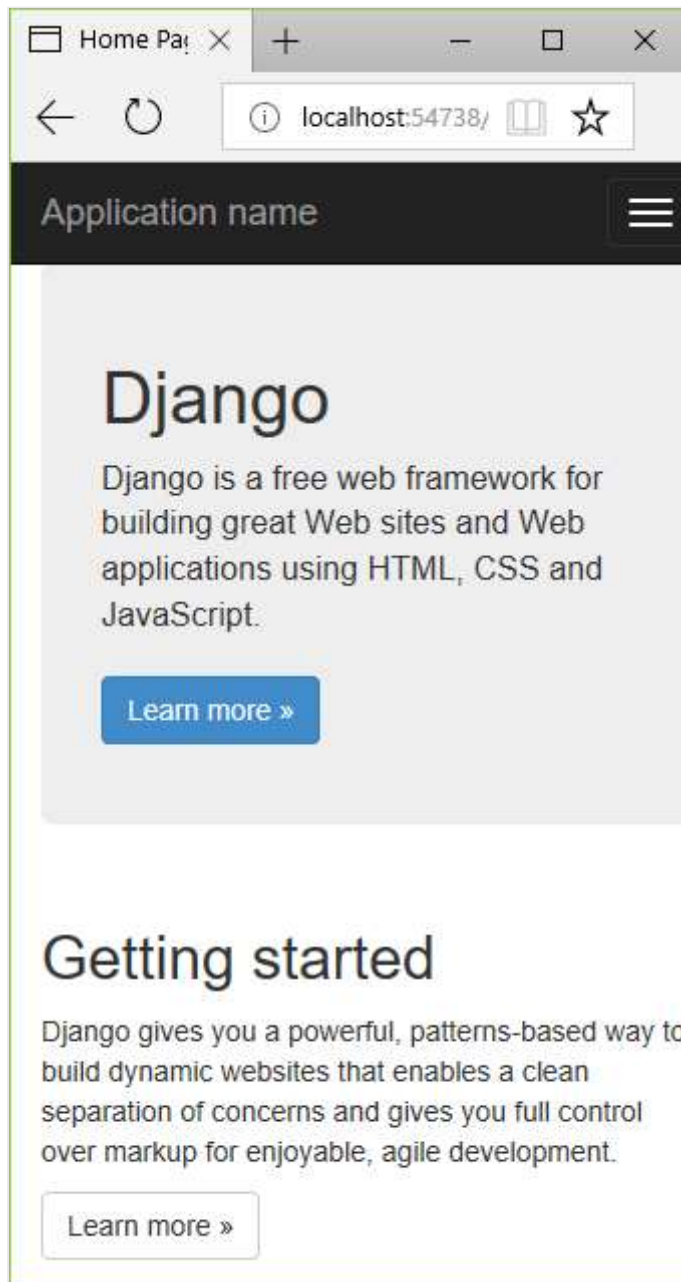 Home Pag
localhost:54738/
Application name
Django
Django is a free web framework for
building great Web sites and Web
applications using HTML, CSS and
JavaScript.
Learn more »
Getting started
Django gives you a powerful, patterns-based way to
build dynamic websites that enables a clean
separation of concerns and gives you full control
over markup for enjoyable, agile development.
Learn more »